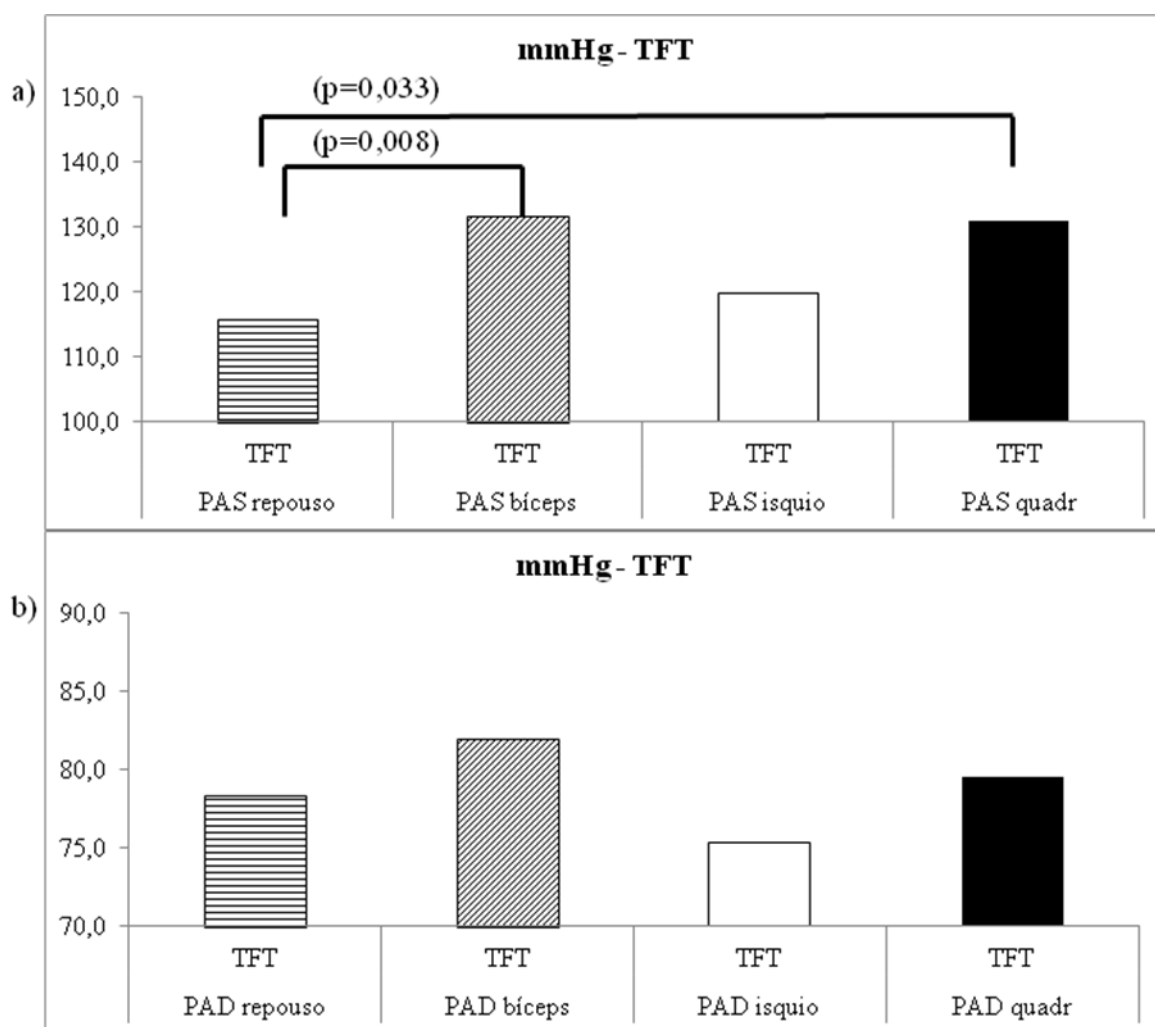 mmHg - TFT
a)
(p=0,033)
(p=0,008)
150,0
140,0
130,0
120,0
110,0
100,0
TFT TFT TFT TFT
PAS repouso PAS bíceps PAS isquio PAS quadr
mmHg - TFT
b)
90,0
85,0
80,0
75,0
70,0
TFT TFT TFT TFT
PAD repouso PAD bíceps PAD isquio PAD quadr